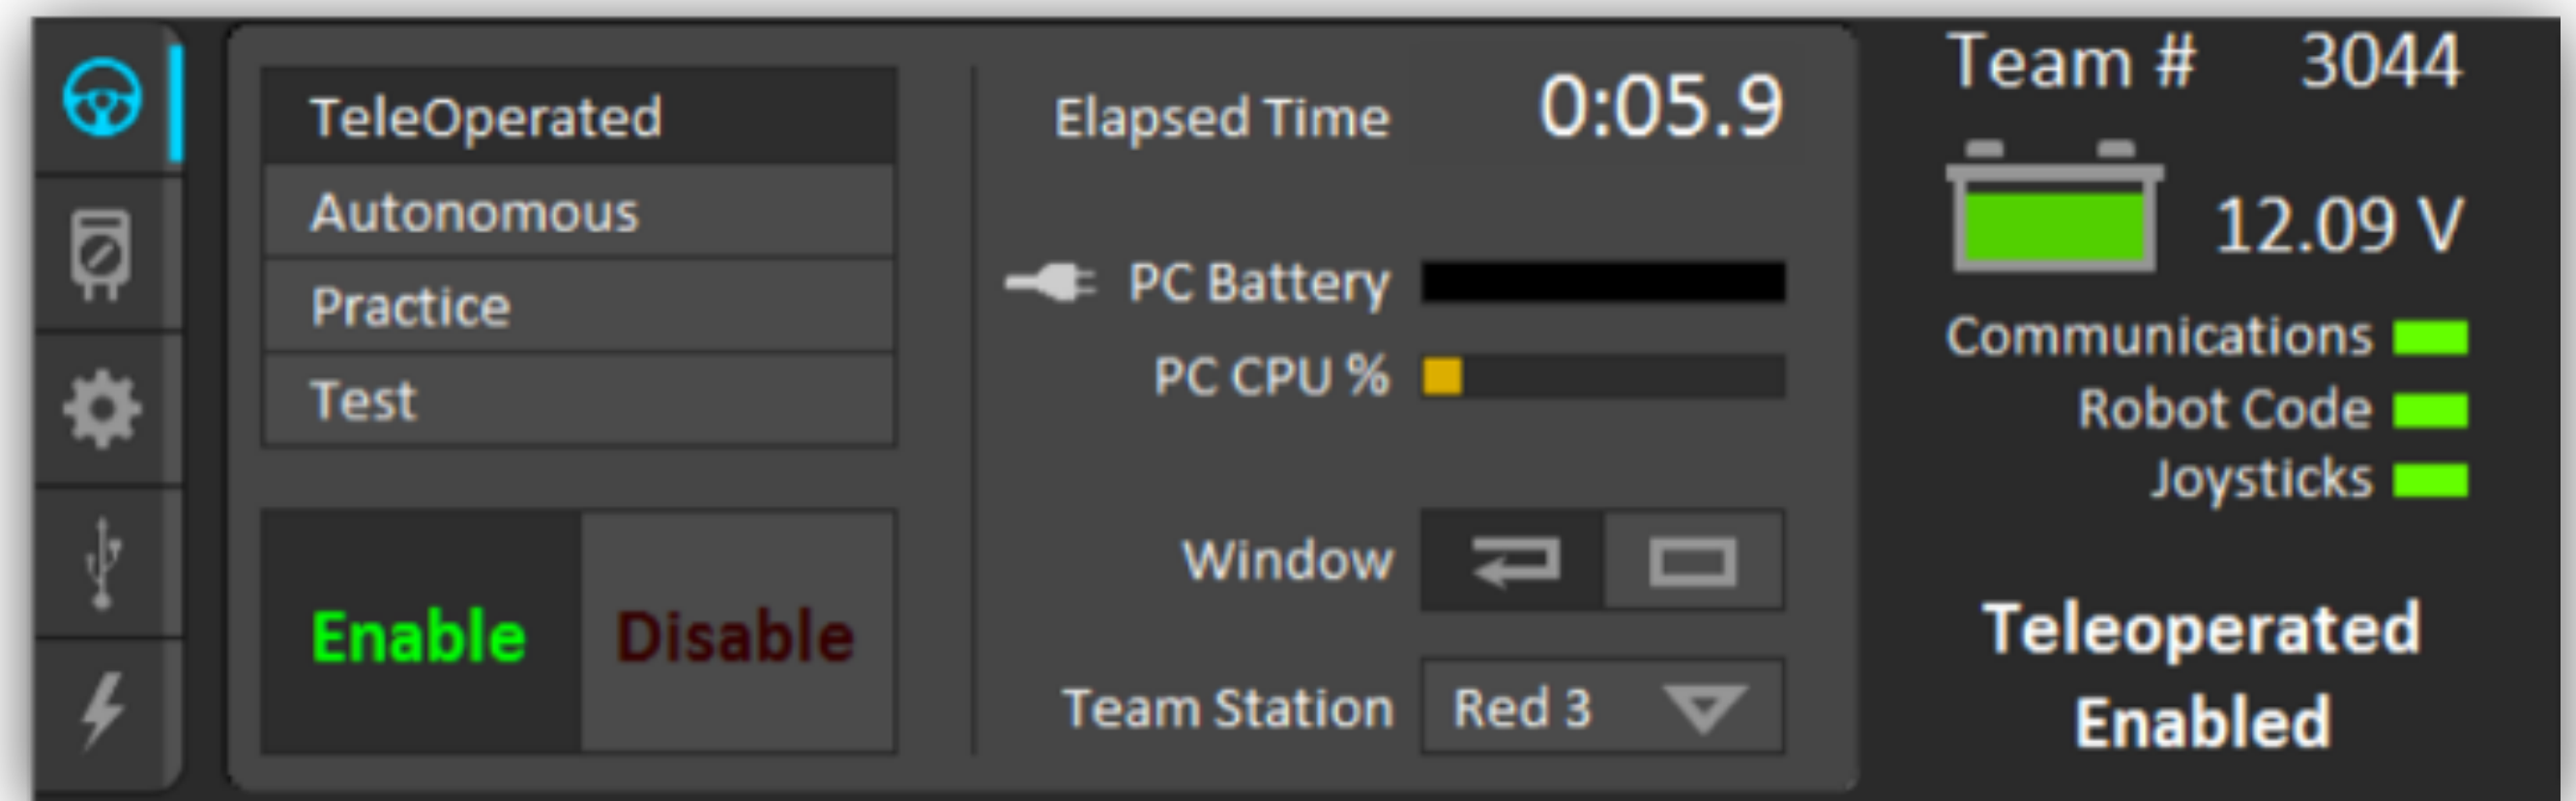 TeleOperated
Autonomous
Practice
Test
Enable Disable
Elapsed Time 0:05.9
PC Battery
PC CPU %
Window
Team Station Red 3
Team # 3044
12.09 V
Communications
Robot Code
Joysticks
Teleoperated
Enabled